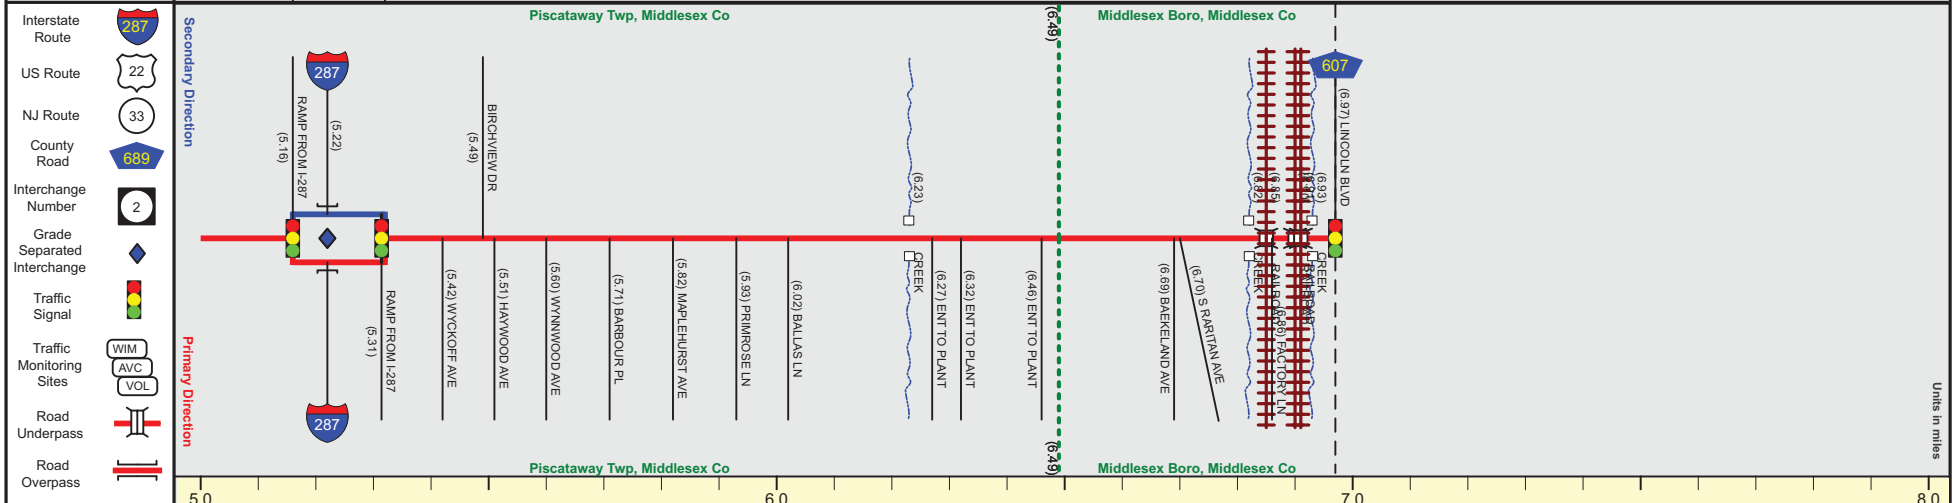 Interstate
Route
287
US Route
22
NJ Route
33
County
Road
689
Interchange
Number
2
Grade
Separated
Interchange
Traffic
Signal
Traffic
Monitoring
Sites
WIM
AVC
VOL
Road
Underpass
Road
Overpass
Secondary Direction
Primary Direction
Piscataway Twp, Middlesex Co
(6.49)
Middlesex Boro, Middlesex Co
RAMP FROM I-287
(5.16)
287
(5.22)
BIRCHVIEW DR
(5.49)
(6.23)
(6.82)
(6.85)
(6.93)
607
(6.97) LINCOLN BLVD
287
RAMP FROM I-287
(5.31)
(5.42) WYCKOFF AVE
(5.51) HAYWOOD AVE
(5.60) WYNNWOOD AVE
(5.71) BARBOUR PL
(5.82) MAPLEHURST AVE
(5.93) PRIMROSE LN
(6.02) BALLAS LN
CREEK
(6.27) ENT TO PLANT
(6.32) ENT TO PLANT
(6.46) ENT TO PLANT
(6.69) BAEKELAND AVE
(6.70) S RARITAN AVE
CREEK
RAILROAD
(6.86) FACTORY LN
CREEK
Piscataway Twp, Middlesex Co
(6.49)
Middlesex Boro, Middlesex Co
Units in miles
5.0
6.0
7.0
8.0